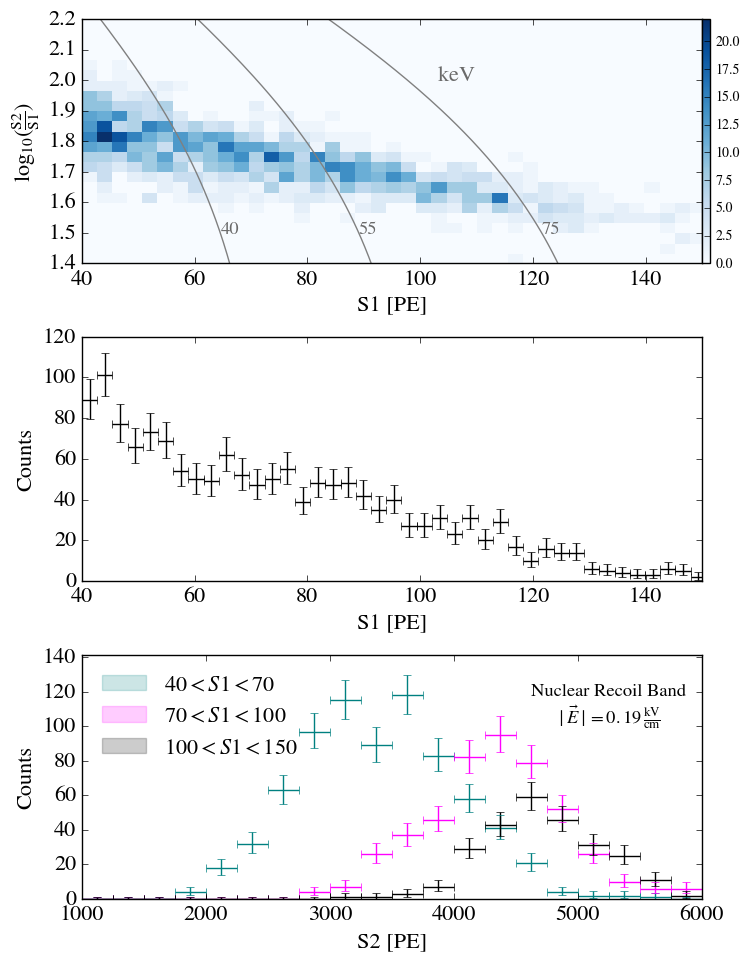 2.2
2.1
2.0
1.9
1.8
1.7
1.6
1.5
1.4
log₁₀(S2/S1)
keV
40
55
75
40 60 80 100 120 140
S1 [PE]
22.5
20.0
17.5
15.0
12.5
10.0
7.5
5.0
2.5
0.0
120
100
80
60
40
20
0
Counts
40 60 80 100 120 140
S1 [PE]
140
120
100
80
60
40
20
0
Counts
40 < S1 < 70
70 < S1 < 100
100 < S1 < 150
Nuclear Recoil Band
|E⃗| = 0.19 kV/cm
1000 2000 3000 4000 5000 6000
S2 [PE]